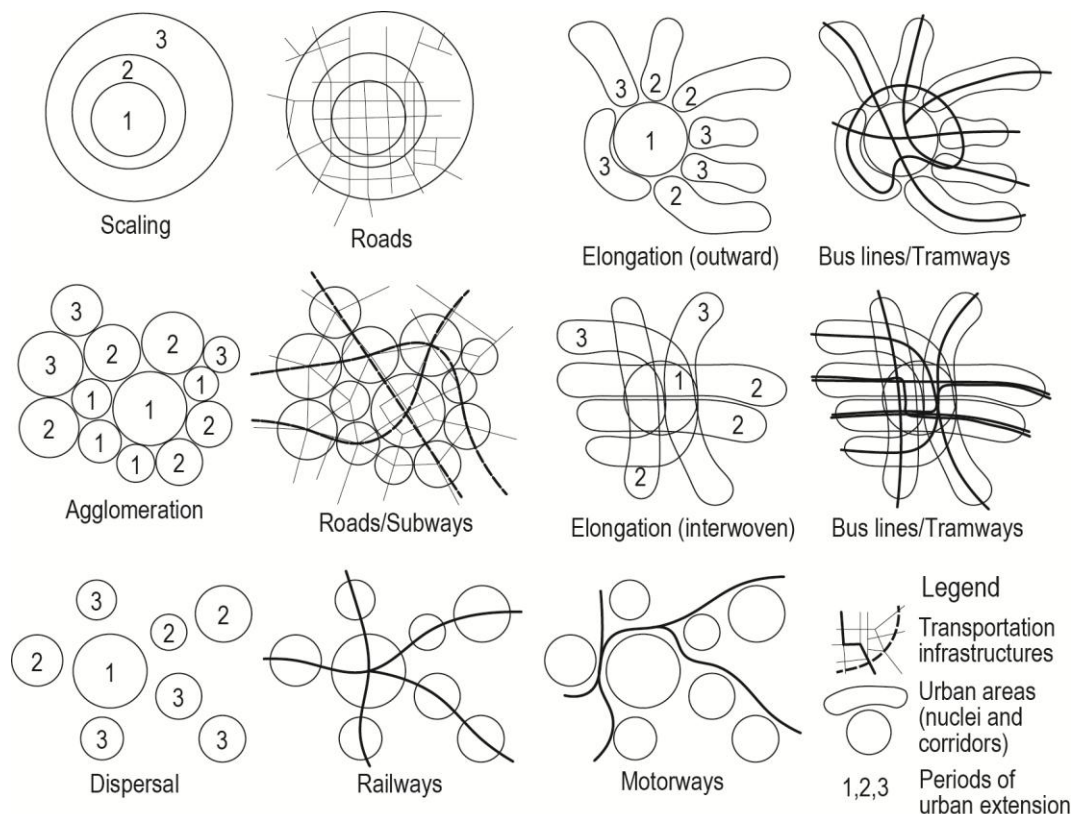 3
2
1
Scaling
Roads
3
2
2
1
3
3
3
2
Elongation (outward)
Bus lines/Tramways
3
3
2
2
3
1
1
1
2
2
1
1
2
Agglomeration
Roads/Subways
3
3
1
2
2
2
Elongation (interwoven)
Bus lines/Tramways
3
2
2
2
1
3
3
3
Dispersal
Railways
Motorways
Legend
Transportation
infrastructures
Urban areas
(nuclei and
corridors)
1,2,3
Periods of
urban extension